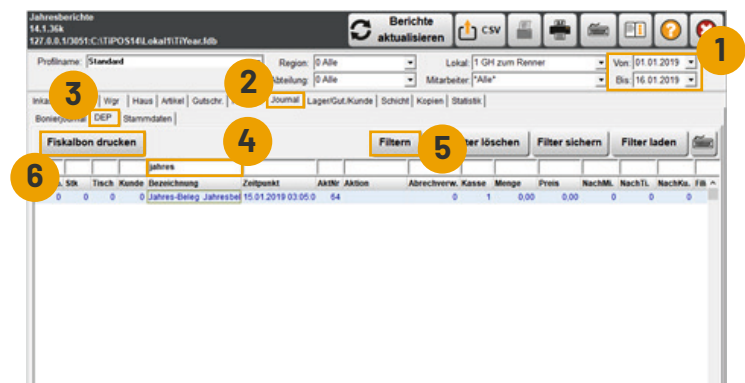 Jahresberichte
14.1.36k
127.0.0.1/3051:C:\TiPOS14\Lokal1\TiYear.fdb
Berichte
aktualisieren
CSV
1
Profilname: Standard
Region: 0 Alle
Lokal: 1 GH zum Renner
Von: 01.01.2019
2
Abteilung: 0 Alle
Mitarbeiter: "Alle"
Bis: 16.01.2019
3
Wgr Haus Artikel Gutschr. Journal Lager/Gut./Kunde Schicht Kopien Statistik
DEP Stammdaten
4
5
Fiskalbon drucken
Filtern
löschen
Filter sichern
Filter laden
6
jahres
Stk Tisch Kunde Bezeichnung Zeitpunkt AktNr Aktion Abrechverw. Kasse Menge Preis NachMi. NachTi. NachKu. Fili
0 0 0 0 Jahres-Beleg Jahresbel 15.01.2019 03:05:0 64 0 1 0,00 0,00 0 0 0